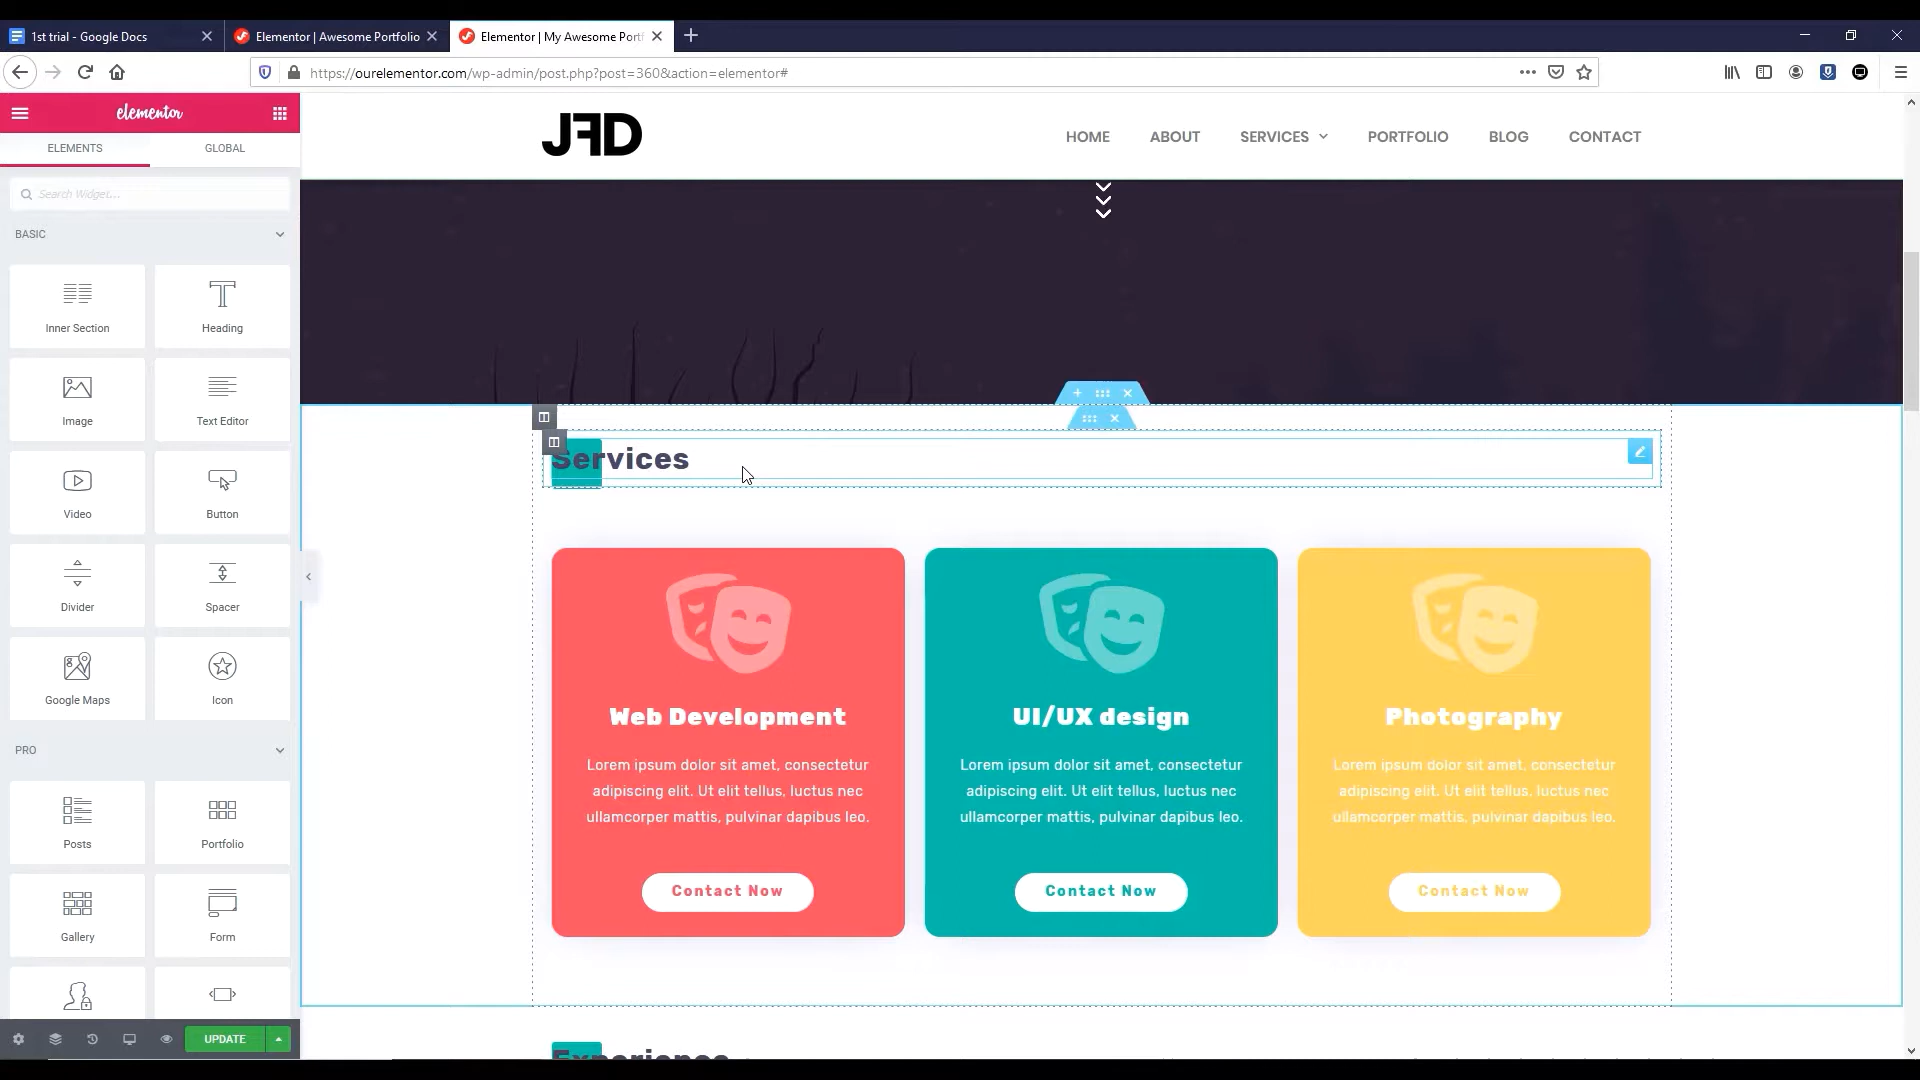 1st trial - Google Docs
Elementor | Awesome Portfolio
Elementor | My Awesome Portf
https://ourelementor.com/wp-admin/post.php?post=360&action=elementor#
elementor
ELEMENTS
GLOBAL
Search Widget...
BASIC
Inner Section
Heading
Image
Text Editor
Video
Button
Divider
Spacer
Google Maps
Icon
PRO
Posts
Portfolio
Gallery
Form
UPDATE
JFD
HOME
ABOUT
SERVICES
PORTFOLIO
BLOG
CONTACT
Services
Web Development
Lorem ipsum dolor sit amet, consectetur
adipiscing elit. Ut elit tellus, luctus nec
ullamcorper mattis, pulvinar dapibus leo.
Contact Now
UI/UX design
Lorem ipsum dolor sit amet, consectetur
adipiscing elit. Ut elit tellus, luctus nec
ullamcorper mattis, pulvinar dapibus leo.
Contact Now
Photography
Lorem ipsum dolor sit amet, consectetur
adipiscing elit. Ut elit tellus, luctus nec
ullamcorper mattis, pulvinar dapibus leo.
Contact Now
Experience